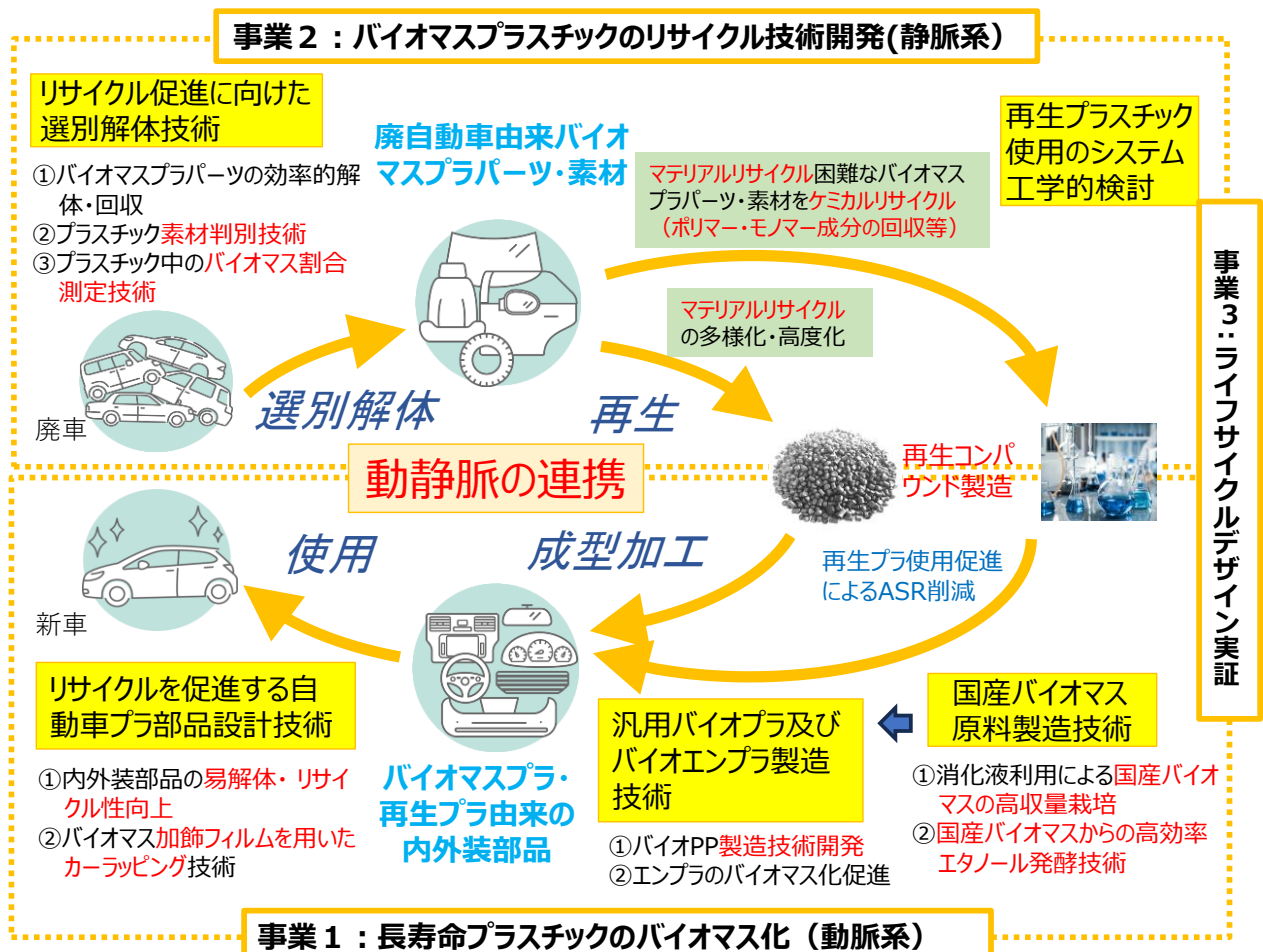 事業２：バイオマスプラスチックのリサイクル技術開発(静脈系）
リサイクル促進に向けた
選別解体技術
①バイオマスプラパーツの効率的解
体・回収
②プラスチック素材判別技術
③プラスチック中のバイオマス割合
測定技術
廃自動車由来バイオ
マスプラパーツ・素材
マテリアルリサイクル困難なバイオマス
プラパーツ・素材をケミカルリサイクル
（ポリマー・モノマー成分の回収等）
再生プラスチック
使用のシステム
工学的検討
マテリアルリサイクル
の多様化・高度化
事業３：ライフサイクルデザイン実証
廃車
選別解体
再生
動静脈の連携
再生コンパ
ウンド製造
新車
使用
成型加工
再生プラ使用促進
によるASR削減
リサイクルを促進する自
動車プラ部品設計技術
①内外装部品の易解体・ リサイ
クル性向上
②バイオマス加飾フィルムを用いた
カーラッピング技術
バイオマスプラ・
再生プラ由来の
内外装部品
汎用バイオプラ及び
バイオエンプラ製造
技術
①バイオPP製造技術開発
②エンプラのバイオマス化促進
国産バイオマス
原料製造技術
①消化液利用による国産バイオ
マスの高収量栽培
②国産バイオマスからの高効率
エタノール発酵技術
事業１：長寿命プラスチックのバイオマス化（動脈系）